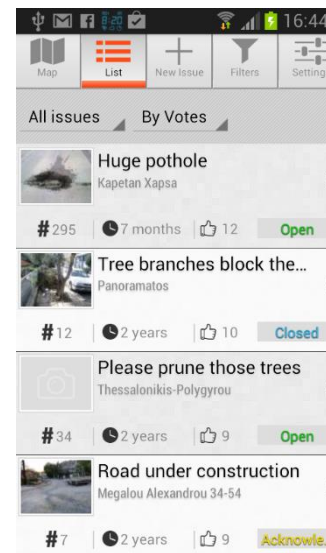 16:44
Map List New Issue Filters Setting
All issues By Votes
Huge pothole
Kapetan Xapsa
#295 7 months 12 Open
Tree branches block the...
Panoramatos
#12 2 years 10 Closed
Please prune those trees
Thessalonikis-Polygyrou
#34 2 years 9 Open
Road under construction
Megalou Alexandrou 34-54
#7 2 years 9 Acknowle.